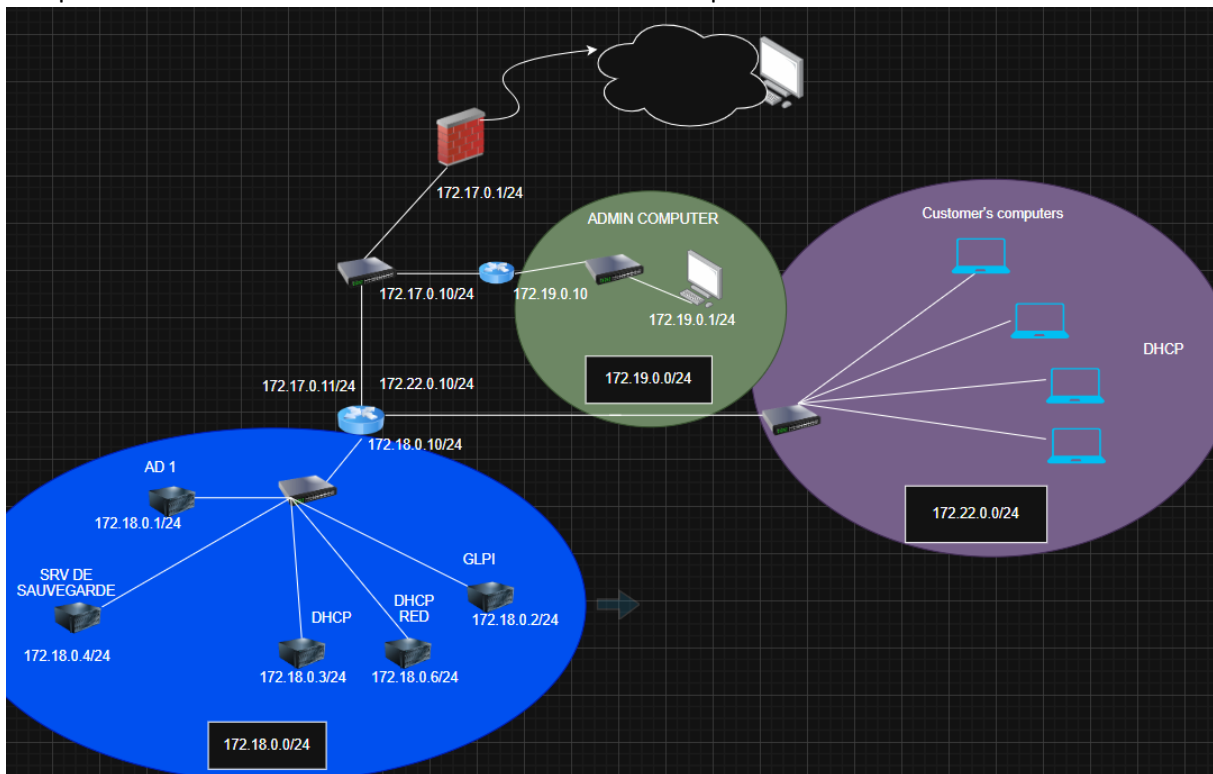 172.17.0.1/24
ADMIN COMPUTER
Customer's computers
172.17.0.10/24
172.19.0.10
172.19.0.1/24
DHCP
172.19.0.0/24
172.17.0.11/24
172.22.0.10/24
172.18.0.10/24
AD 1
172.18.0.1/24
172.22.0.0/24
GLPI
SRV DE
SAUVEGARDE
DHCP
DHCP
RED
172.18.0.2/24
172.18.0.4/24
172.18.0.3/24
172.18.0.6/24
172.18.0.0/24